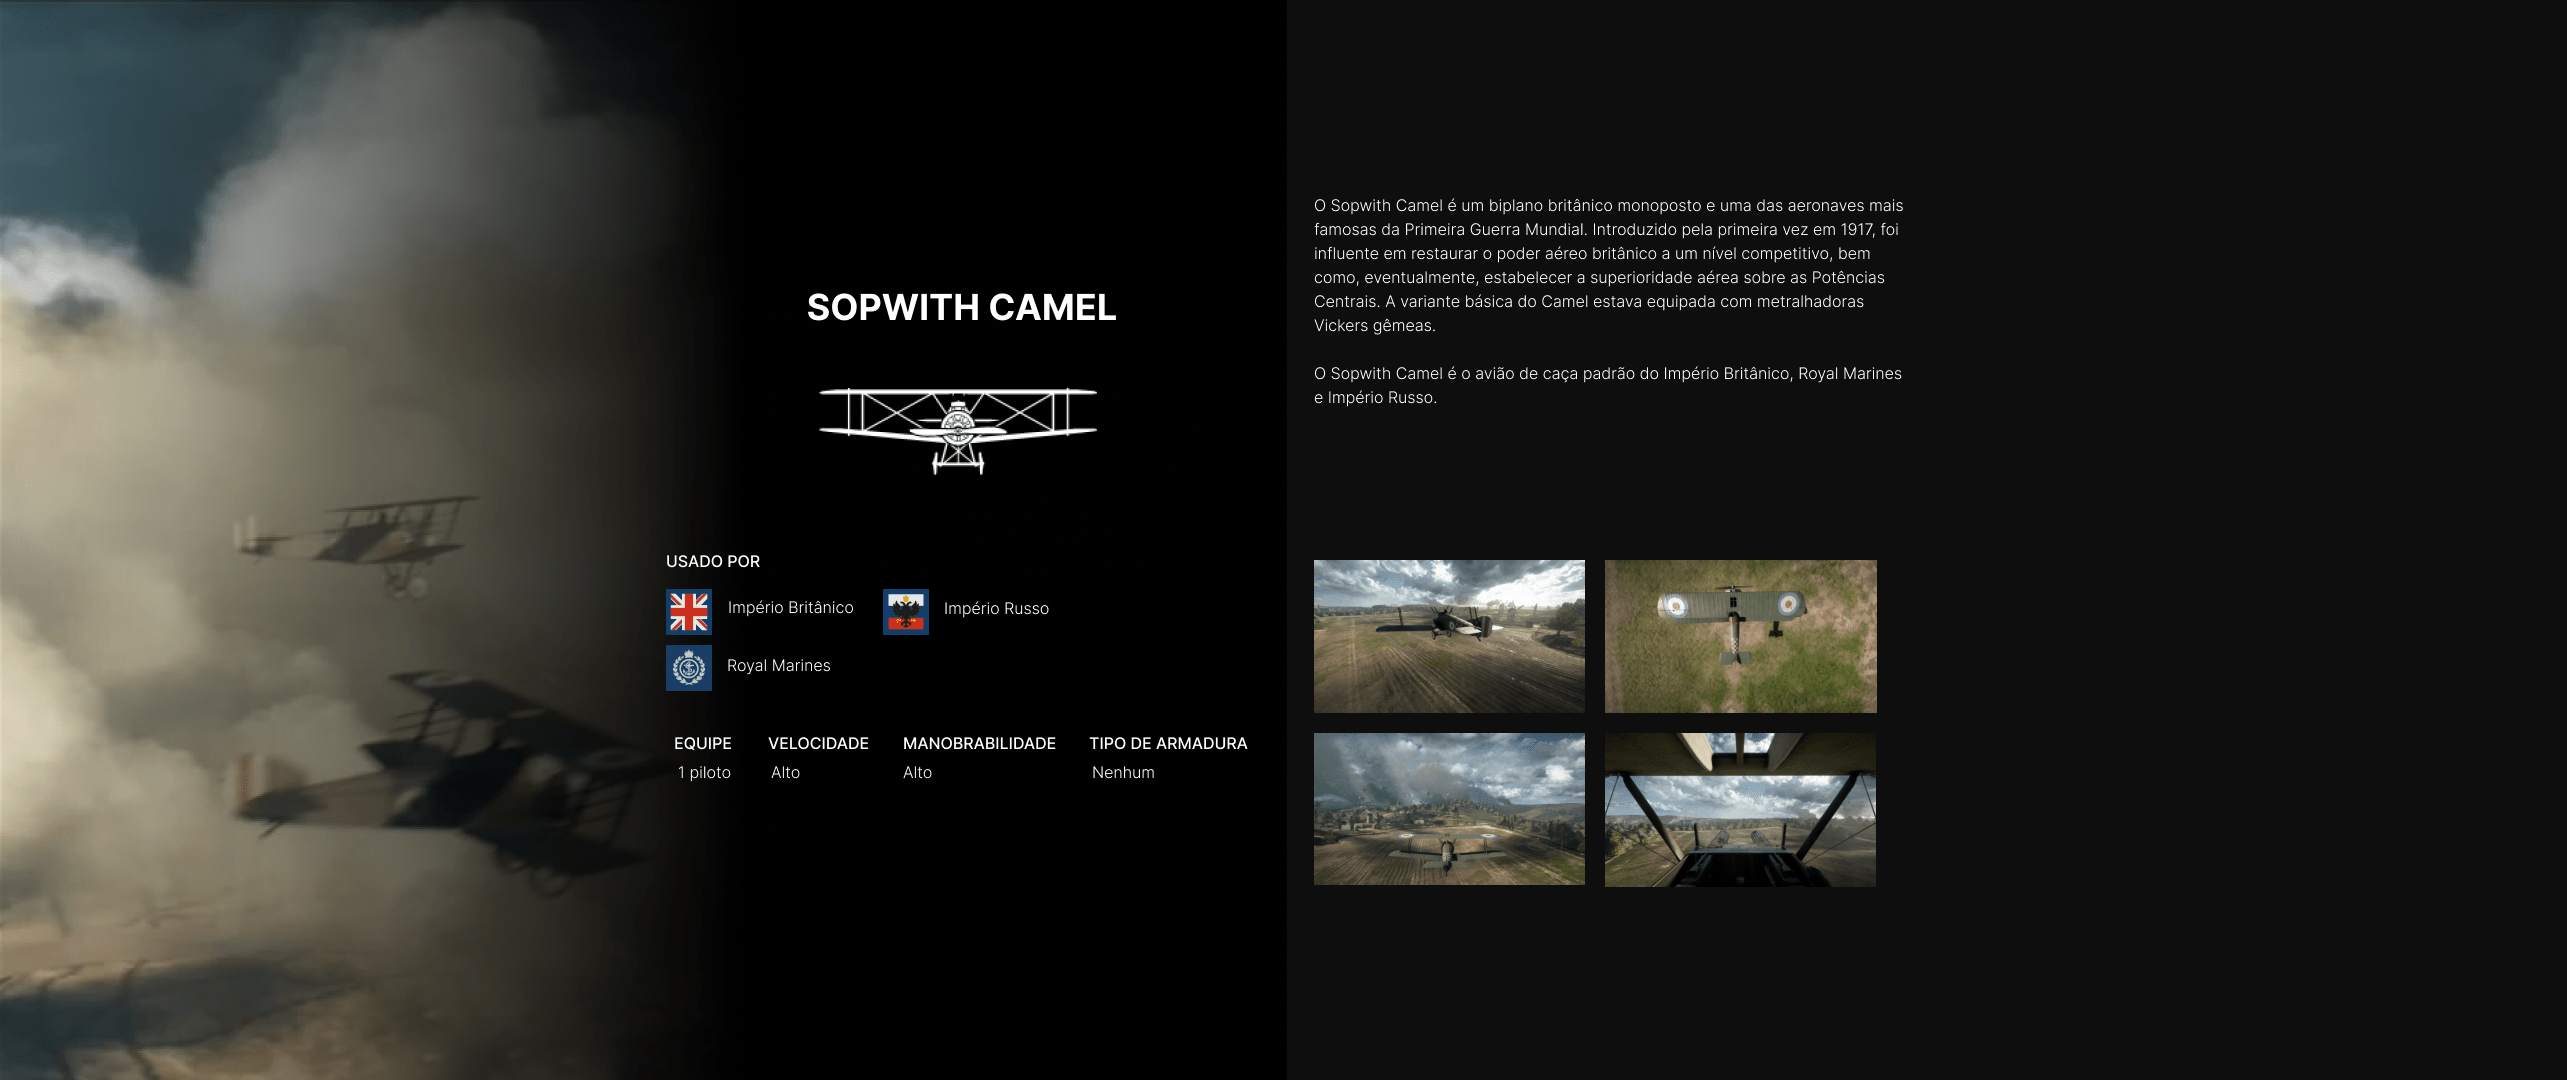 SOPWITH CAMEL
USADO POR
Império Britânico
Império Russo
Royal Marines
EQUIPE VELOCIDADE MANOBRABILIDADE TIPO DE ARMADURA
1 piloto Alto Alto Nenhum
O Sopwith Camel é um biplano britânico monoposto e uma das aeronaves mais
famosas da Primeira Guerra Mundial. Introduzido pela primeira vez em 1917, foi
influente em restaurar o poder aéreo britânico a um nível competitivo, bem
como, eventualmente, estabelecer a superioridade aérea sobre as Potências
Centrais. A variante básica do Camel estava equipada com metralhadoras
Vickers gêmeas.
O Sopwith Camel é o avião de caça padrão do Império Britânico, Royal Marines
e Império Russo.